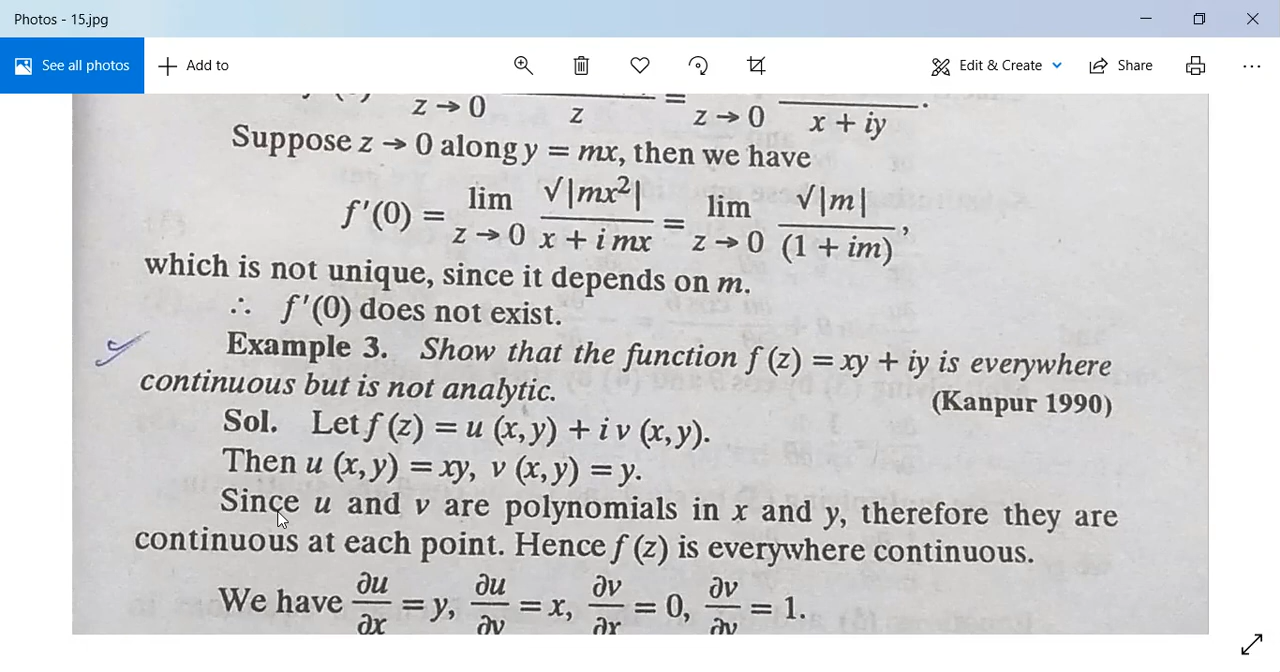 Photos - 15.jpg
See all photos
Add to
Edit & Create
Share
z → 0 z = z → 0 x + iy .
Suppose z → 0 along y = mx, then we have
f'(0) = lim z → 0 √|mx²| / x + i mx = lim z → 0 √|m| / (1 + im) ,
which is not unique, since it depends on m.
∴ f'(0) does not exist.
Example 3. Show that the function f (z) = xy + iy is everywhere
continuous but is not analytic.
(Kanpur 1990)
Sol. Let f (z) = u (x, y) + i v (x, y).
Then u (x, y) = xy, v (x, y) = y.
Since u and v are polynomials in x and y, therefore they are
continuous at each point. Hence f (z) is everywhere continuous.
We have ∂u/∂x = y, ∂u/∂y = x, ∂v/∂x = 0, ∂v/∂y = 1.